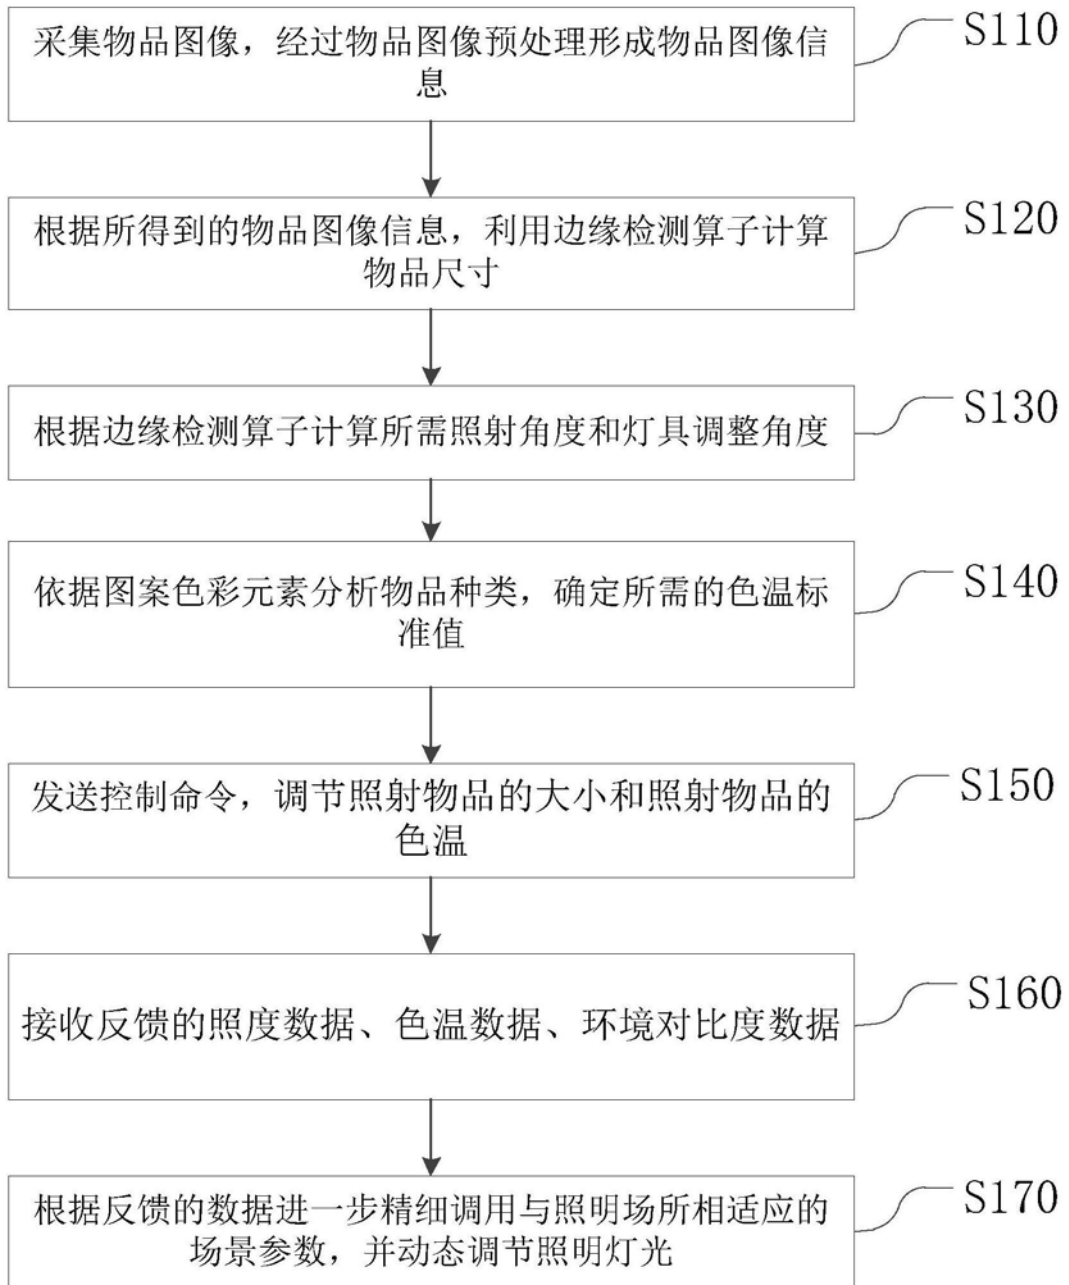 采集物品图像，经过物品图像预处理形成物品图像信
息
S110
根据所得到的物品图像信息，利用边缘检测算子计算
物品尺寸
S120
根据边缘检测算子计算所需照射角度和灯具调整角度
S130
依据图案色彩元素分析物品种类，确定所需的色温标
准值
S140
发送控制命令，调节照射物品的大小和照射物品的
色温
S150
接收反馈的照度数据、色温数据、环境对比度数据
S160
根据反馈的数据进一步精细调用与照明场所相适应的
场景参数，并动态调节照明灯光
S170